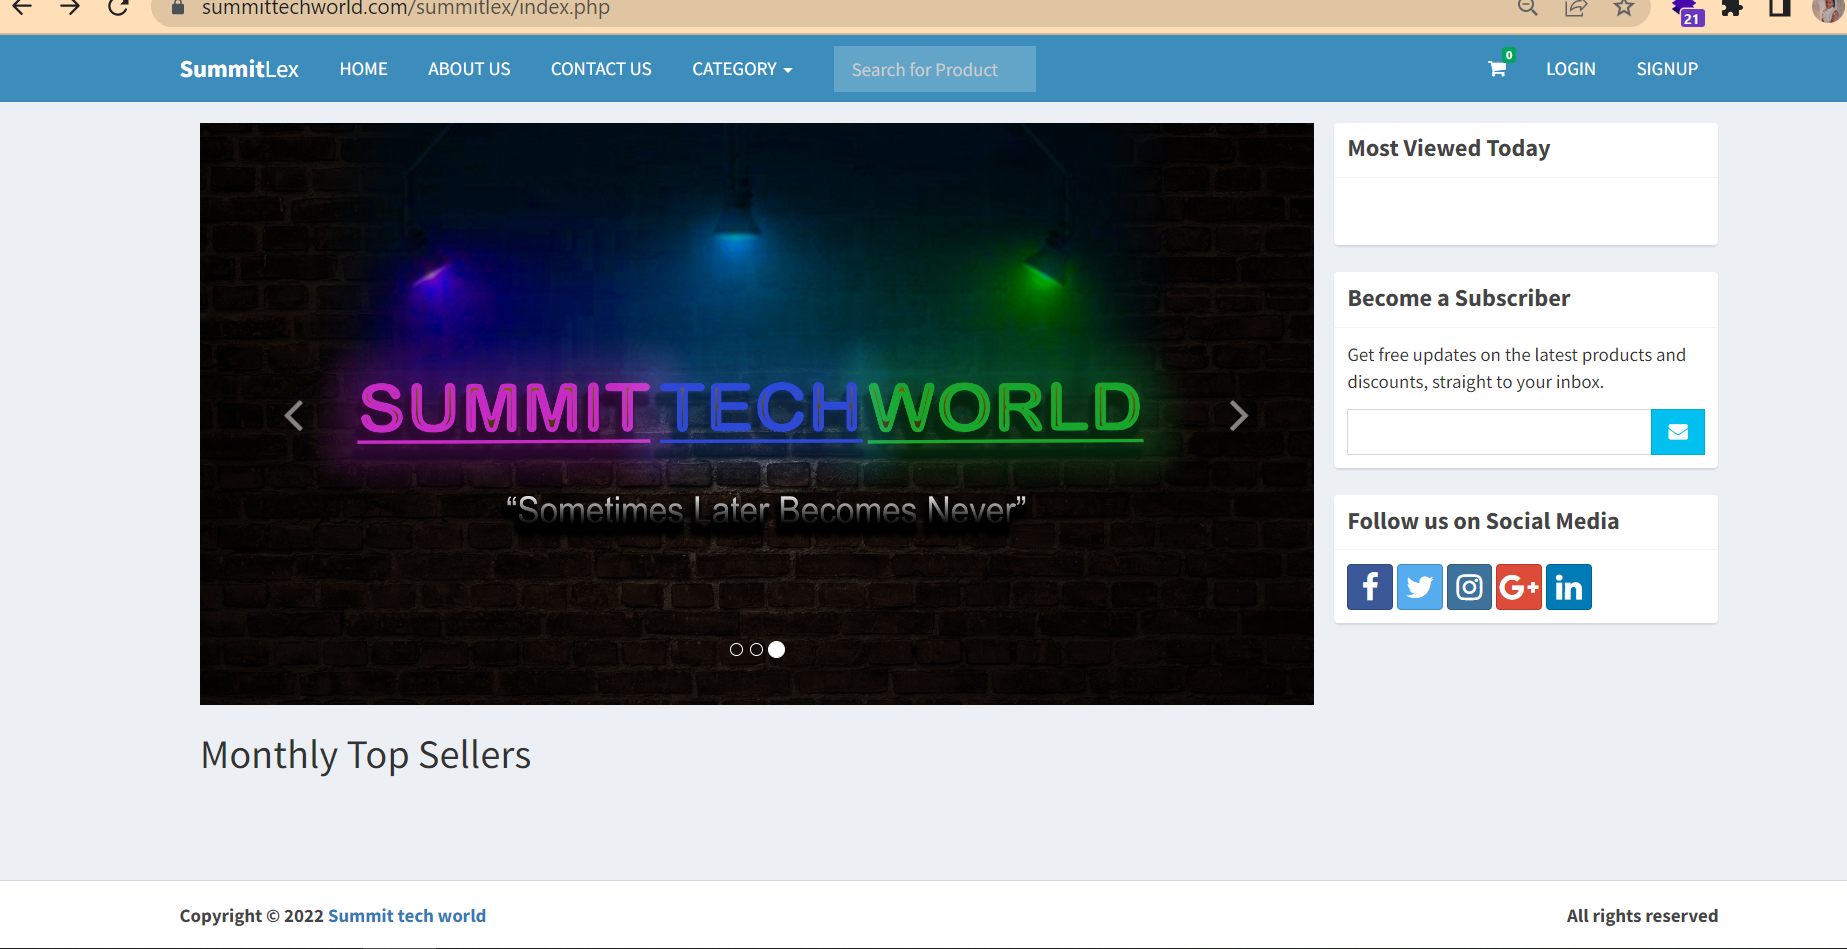 summittechworld.com/summitlex/index.php
21
SummitLex HOME ABOUT US CONTACT US CATEGORY Search for Product 0 LOGIN SIGNUP
SUMMIT TECH WORLD
“Sometimes Later Becomes Never”
Most Viewed Today
Become a Subscriber
Get free updates on the latest products and
discounts, straight to your inbox.
Follow us on Social Media
f G+ in
Monthly Top Sellers
Copyright © 2022 Summit tech world All rights reserved